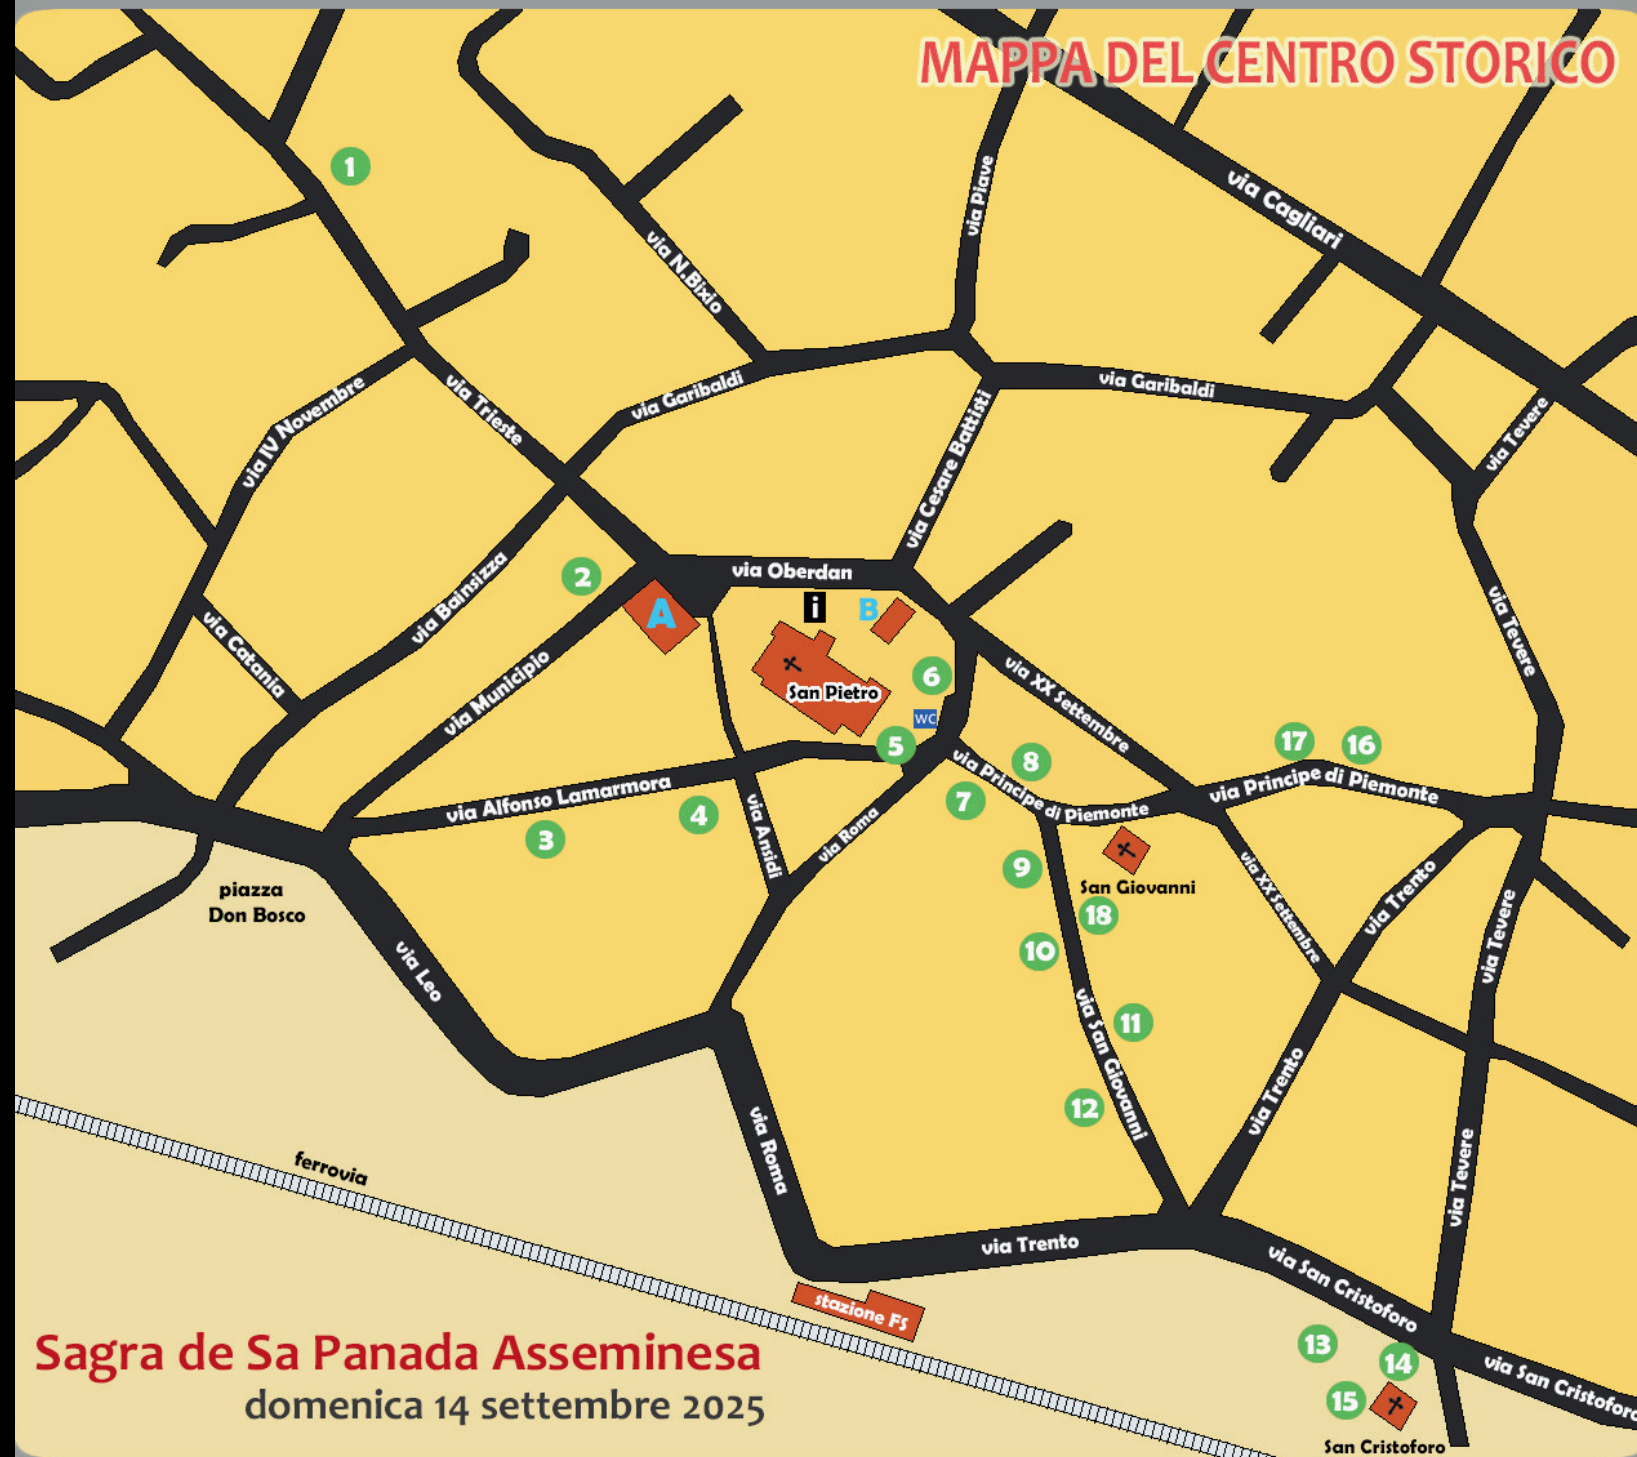 MAPPA DEL CENTRO STORICO
1
via Piave
via Cagliari
via N.Bixio
via Trieste
via Garibaldi
via Garibaldi
via IV Novembre
via Cesare Battisti
via Tevere
via Oberdan
2
A
i
B
via Bainsizza
via Catania
via Municipio
San Pietro
6
WC
5
via XX Settembre
via Tevere
17
16
via Principe di Piemonte
8
7
via Principe di Piemonte
via Alfonso Lamarmora
3
4
via Ansidi
via Roma
9
San Giovanni
18
10
via XX Settembre
via Trento
via Tevere
piazza
Don Bosco
via Leo
11
via San Giovanni
12
via Trento
via Roma
via Tevere
ferrovia
via Trento
via San Cristoforo
stazione FS
13
14
15
via San Cristoforo
San Cristoforo
Sagra de Sa Panada Asseminesa
domenica 14 settembre 2025